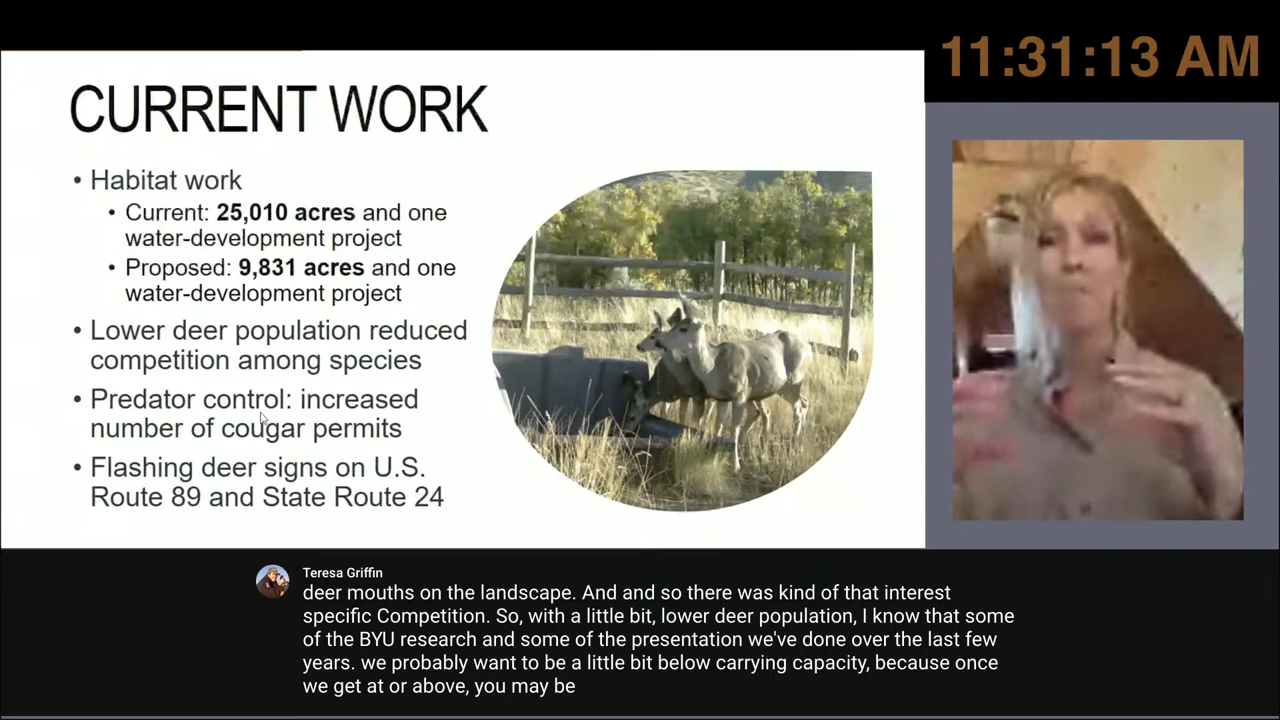 11:31:13 AM
CURRENT WORK
• Habitat work
• Current: 25,010 acres and one
water-development project
• Proposed: 9,831 acres and one
water-development project
• Lower deer population reduced
competition among species
• Predator control: increased
number of cougar permits
• Flashing deer signs on U.S.
Route 89 and State Route 24
Teresa Griffin
deer mouths on the landscape. And and so there was kind of that interest
specific Competition. So, with a little bit, lower deer population, I know that some
of the BYU research and some of the presentation we've done over the last few
years. we probably want to be a little bit below carrying capacity, because once
we get at or above, you may be